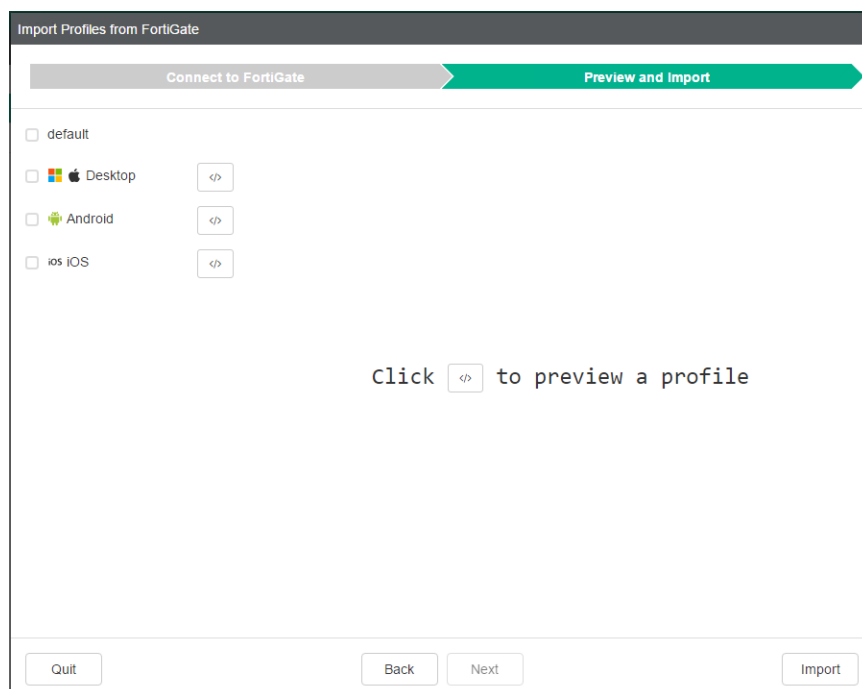 Import Profiles from FortiGate
Connect to FortiGate
Preview and Import
default
Desktop </>
Android </>
iOS iOS </>
Click </> to preview a profile
Quit
Back
Next
Import